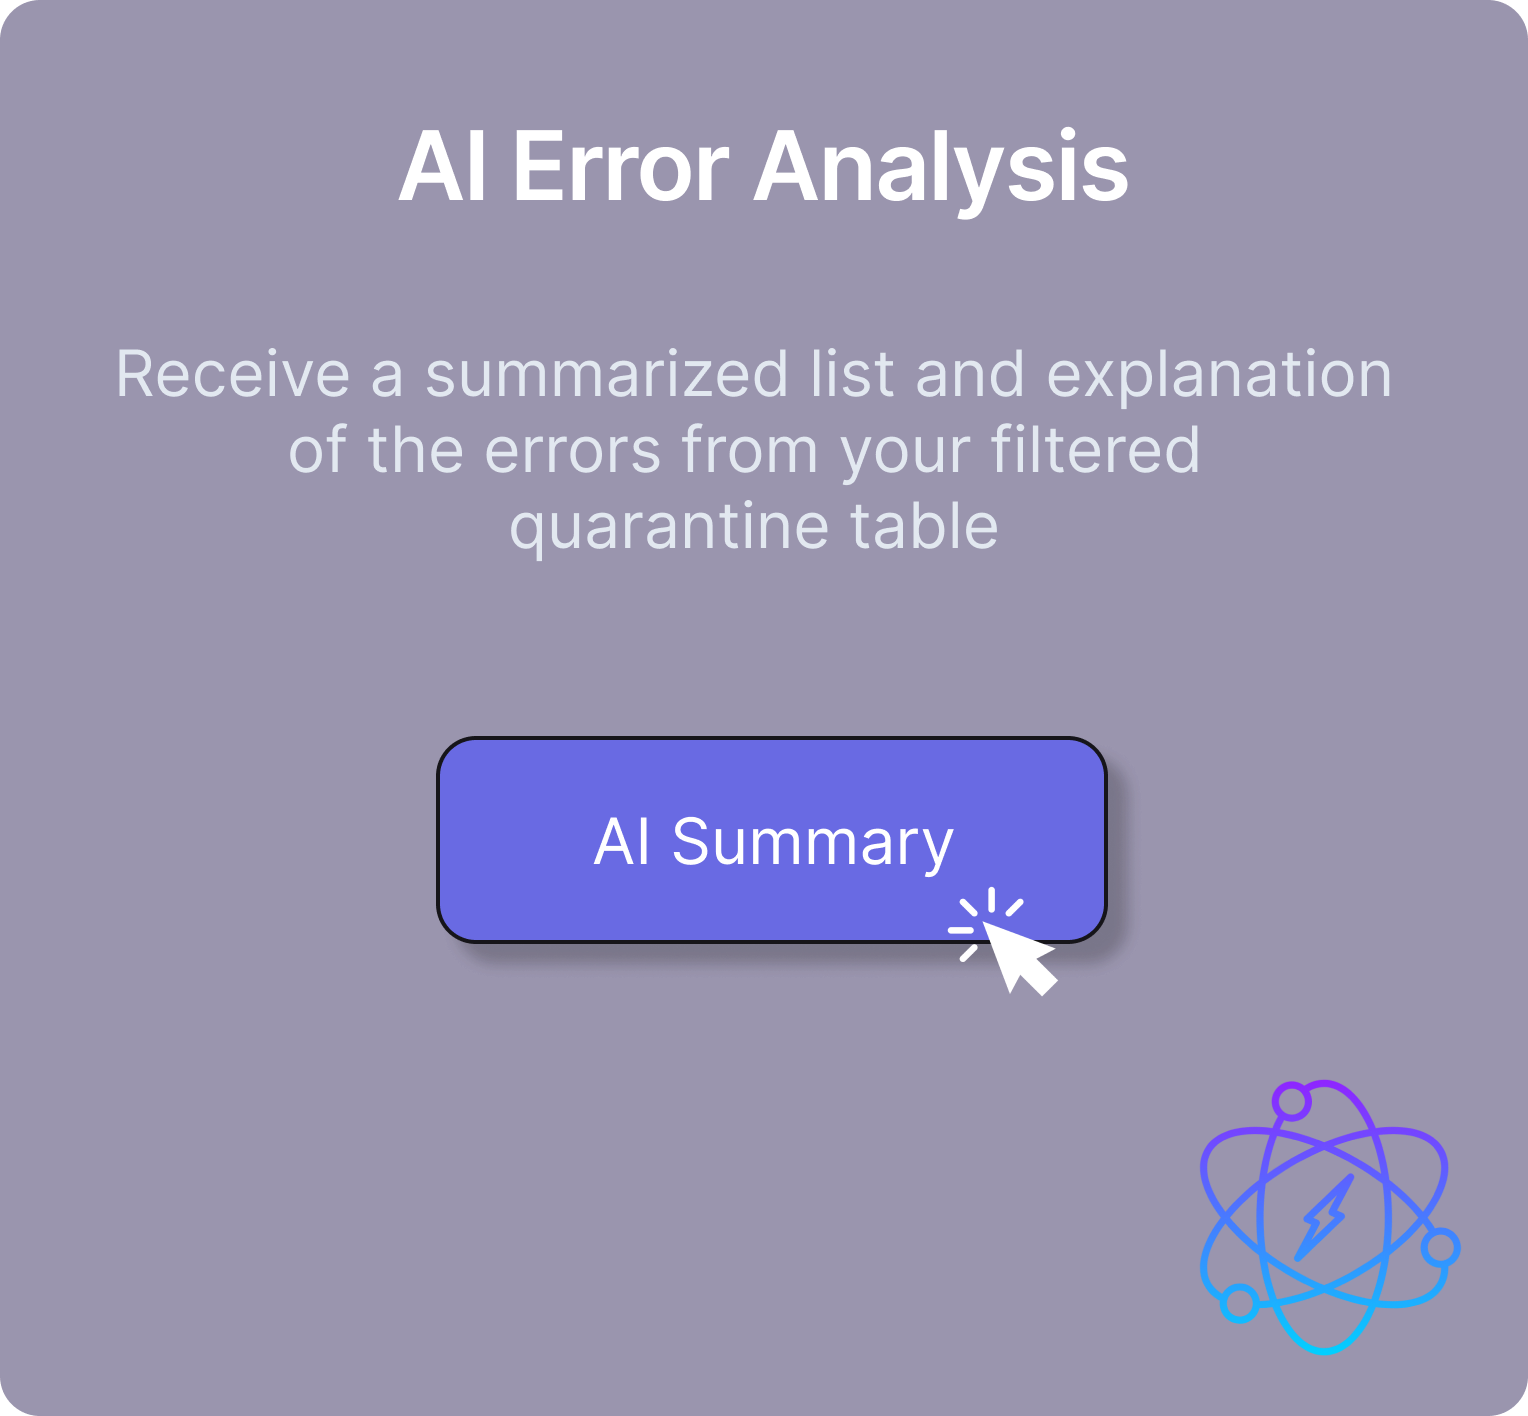 AI Error Analysis
Receive a summarized list and explanation
of the errors from your filtered
quarantine table
AI Summary